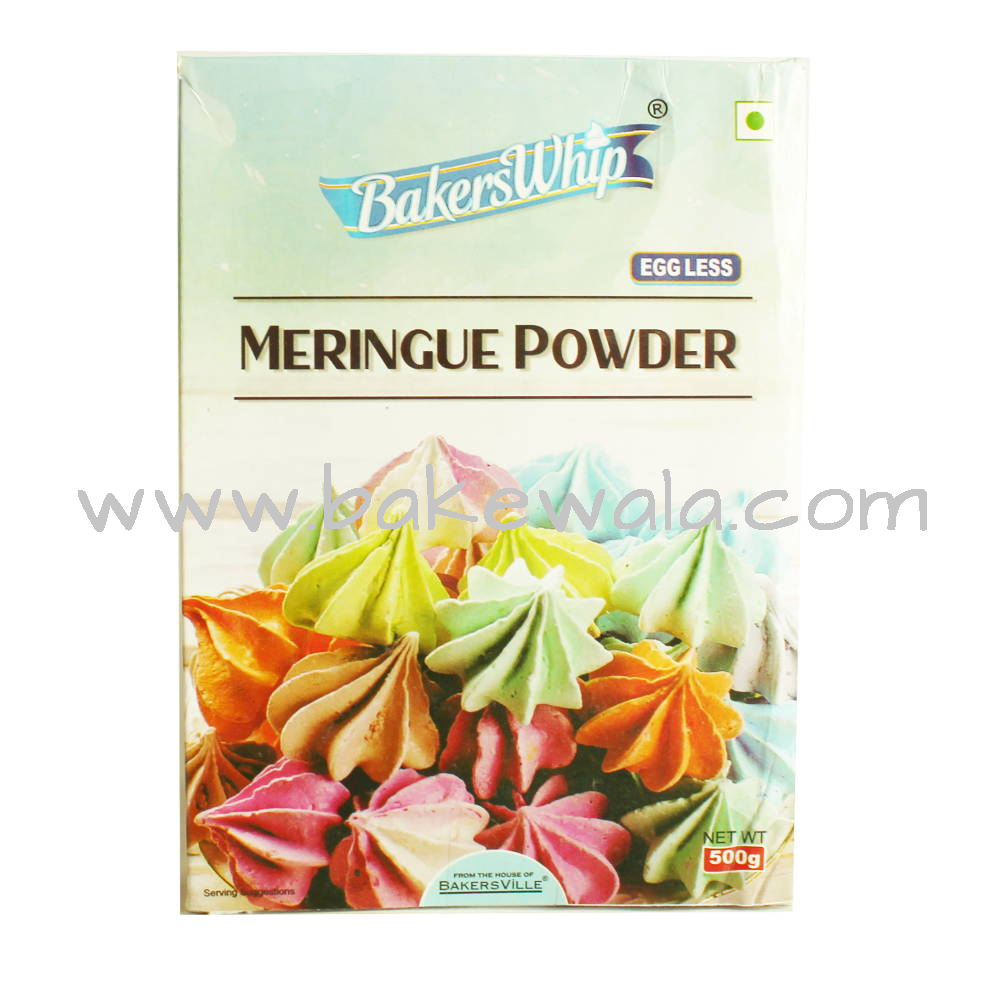 BakersWhip®
EGG LESS
MERINGUE POWDER
www.bakewala.com
NET WT
500g
FROM THE HOUSE OF
BAKERSVILLE®
Serving Suggestions